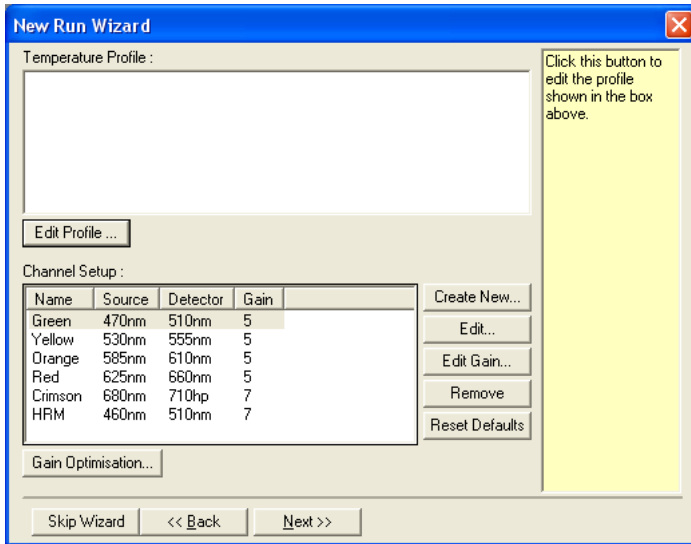 New Run Wizard
Temperature Profile :
Click this button to
edit the profile
shown in the box
above.
Edit Profile ...
Channel Setup :
Name Source Detector Gain
Green 470nm 510nm 5
Yellow 530nm 555nm 5
Orange 585nm 610nm 5
Red 625nm 660nm 5
Crimson 680nm 710hp 7
HRM 460nm 510nm 7
Create New...
Edit...
Edit Gain...
Remove
Reset Defaults
Gain Optimisation...
Skip Wizard << Back Next >>